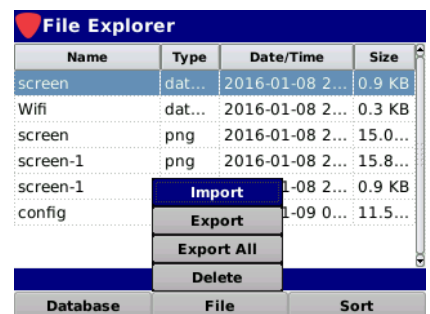 File Explorer
Name Type Date/Time Size
screen dat... 2016-01-08 2... 0.9 KB
Wifi dat... 2016-01-08 2... 0.3 KB
screen png 2016-01-08 2... 15.0...
screen-1 png 2016-01-08 2... 15.8...
screen-1 Import 1-08 2... 0.9 KB
config Export 1-09 0... 11.5...
Export All
Delete
Database File Sort